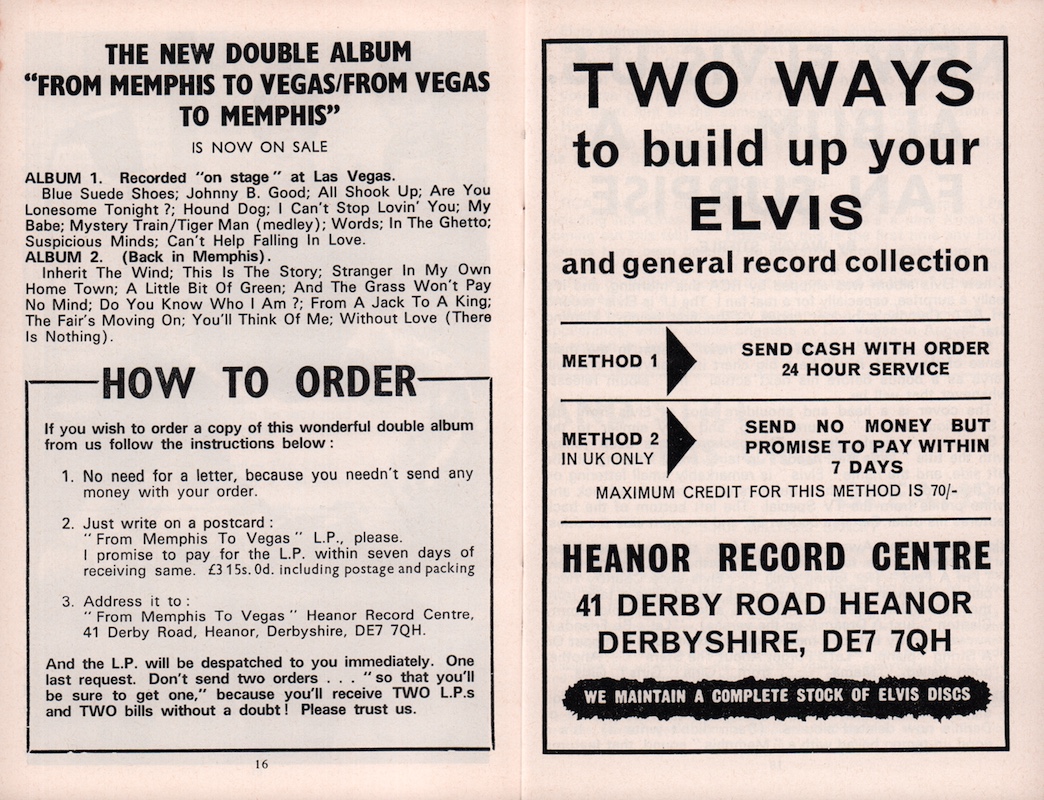 THE NEW DOUBLE ALBUM
“FROM MEMPHIS TO VEGAS/FROM VEGAS
TO MEMPHIS”
IS NOW ON SALE
ALBUM 1. Recorded “on stage” at Las Vegas.
Blue Suede Shoes; Johnny B. Good; All Shook Up; Are You
Lonesome Tonight ?; Hound Dog; I Can't Stop Lovin' You; My
Babe; Mystery Train/Tiger Man (medley); Words; In The Ghetto;
Suspicious Minds; Can't Help Falling In Love.
ALBUM 2. (Back in Memphis).
Inherit The Wind; This Is The Story; Stranger In My Own
Home Town; A Little Bit Of Green; And The Grass Won't Pay
No Mind; Do You Know Who I Am ?; From A Jack To A King;
The Fair's Moving On; You'll Think Of Me; Without Love (There
Is Nothing).
HOW TO ORDER
If you wish to order a copy of this wonderful double album
from us follow the instructions below :
1. No need for a letter, because you needn't send any
money with your order.
2. Just write on a postcard :
“From Memphis To Vegas” L.P., please.
I promise to pay for the L.P. within seven days of
receiving same. £3 15s. 0d. including postage and packing
3. Address it to :
“From Memphis To Vegas” Heanor Record Centre,
41 Derby Road, Heanor, Derbyshire, DE7 7QH.
And the L.P. will be despatched to you immediately. One
last request. Don't send two orders . . . “so that you'll
be sure to get one,” because you'll receive TWO L.P.s
and TWO bills without a doubt ! Please trust us.
16
TWO WAYS
to build up your
ELVIS
and general record collection
METHOD 1
SEND CASH WITH ORDER
24 HOUR SERVICE
METHOD 2
IN UK ONLY
SEND NO MONEY BUT
PROMISE TO PAY WITHIN
7 DAYS
MAXIMUM CREDIT FOR THIS METHOD IS 70/-
HEANOR RECORD CENTRE
41 DERBY ROAD HEANOR
DERBYSHIRE, DE7 7QH
WE MAINTAIN A COMPLETE STOCK OF ELVIS DISCS